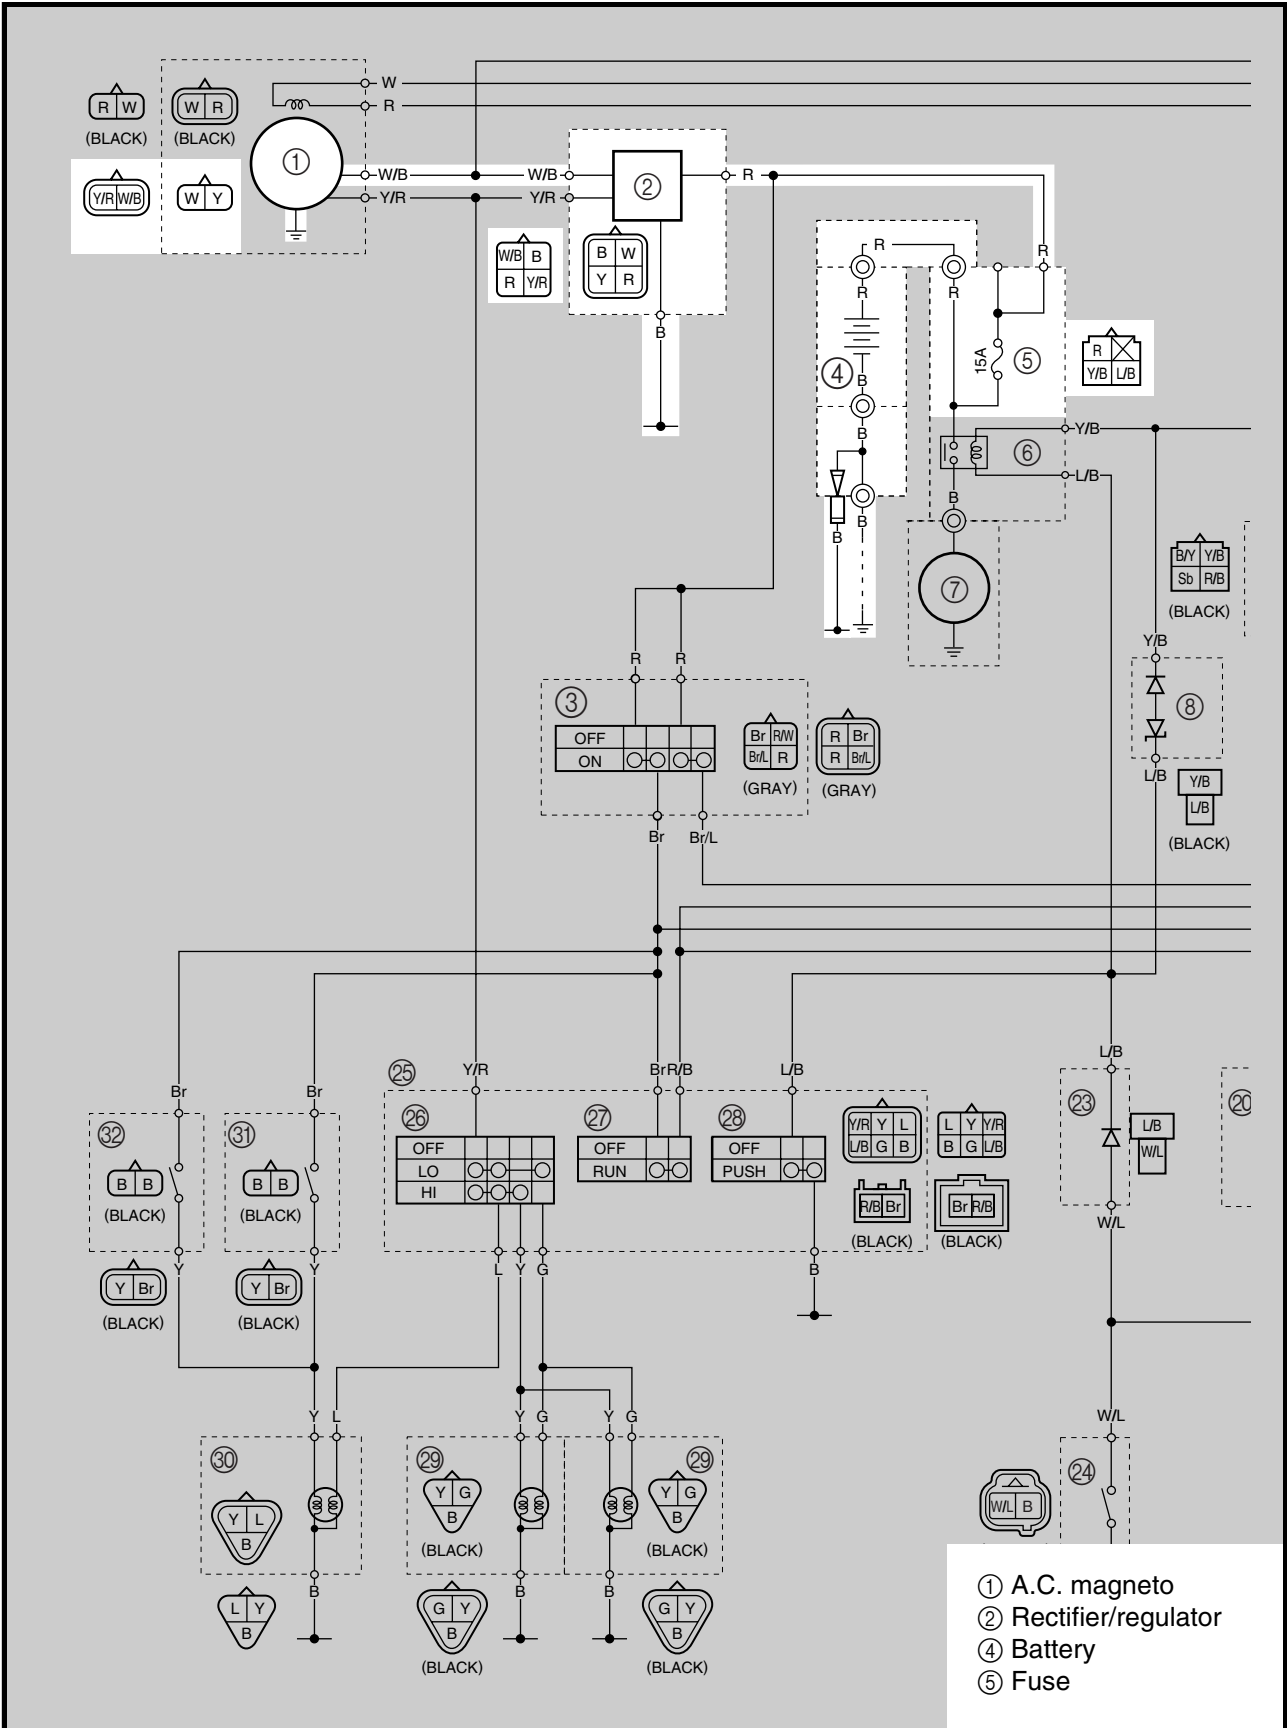 W
R W
W R
R
(BLACK) (BLACK)
①
W/B W/B
②
R
Y/R W/B
W Y
Y/R Y/R
W/B B
R Y/R
B W
Y R
R
R
R
R
B
15A
④
⑤
R
Y/B L/B
B
B
Y/B
⑥
L/B
B
B
B
⑦
B/Y Y/B
Sb R/B
(BLACK)
Y/B
R R
③
⑧
OFF
ON
Br R/W
Br/L R
(GRAY)
R Br
R Br/L
(GRAY)
L/B
Y/B
L/B
(BLACK)
Br Br/L
L/B
㉕
Y/R Br R/B L/B
Br Br
㉜ ㉛ ㉖ ㉗ ㉘ ㉓ ⑳
OFF
LO
HI
OFF
RUN
OFF
PUSH
Y/R Y L
L/B G B
L Y Y/R
B G L/B
L/B
W/L
B B
(BLACK)
B B
(BLACK)
R/B Br
(BLACK)
Br R/B
(BLACK)
W/L
Y Y L Y G B
Y Br
(BLACK)
Y Br
(BLACK)
Y L Y G Y G W/L
㉚ ㉙ ㉙ ㉔
Y L
B
Y G
B
(BLACK)
Y G
B
(BLACK)
W/L B
B B B
L Y
B
G Y
B
(BLACK)
G Y
B
(BLACK)
① A.C. magneto
② Rectifier/regulator
④ Battery
⑤ Fuse